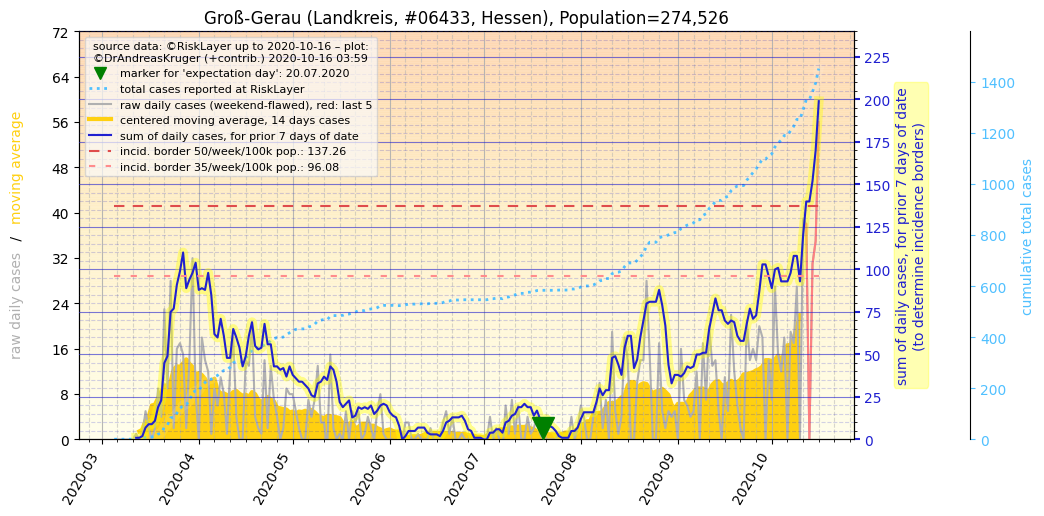 Groß-Gerau (Landkreis, #06433, Hessen), Population=274,526
source data: ©RiskLayer up to 2020-10-16 – plot:
©DrAndreasKruger (+contrib.) 2020-10-16 03:59
marker for 'expectation day': 20.07.2020
total cases reported at RiskLayer
raw daily cases (weekend-flawed), red: last 5
centered moving average, 14 days cases
sum of daily cases, for prior 7 days of date
incid. border 50/week/100k pop.: 137.26
incid. border 35/week/100k pop.: 96.08
raw daily cases / moving average
72
64
56
48
40
32
24
16
8
0
2020-03
2020-04
2020-05
2020-06
2020-07
2020-08
2020-09
2020-10
225
200
175
150
125
100
75
50
25
0
sum of daily cases, for prior 7 days of date
(to determine incidence borders)
1400
1200
1000
800
600
400
200
0
cumulative total cases